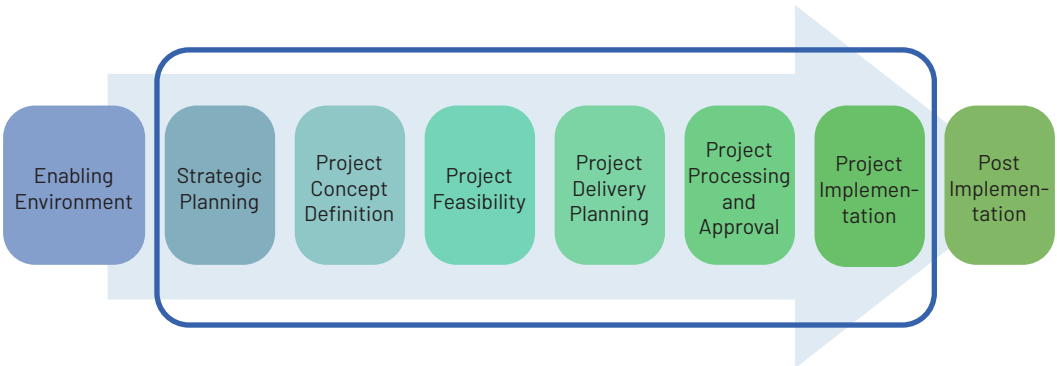 Enabling
Environment
Strategic
Planning
Project
Concept
Definition
Project
Feasibility
Project
Delivery
Planning
Project
Processing
and
Approval
Project
Implemen-
tation
Post
Implemen-
tation